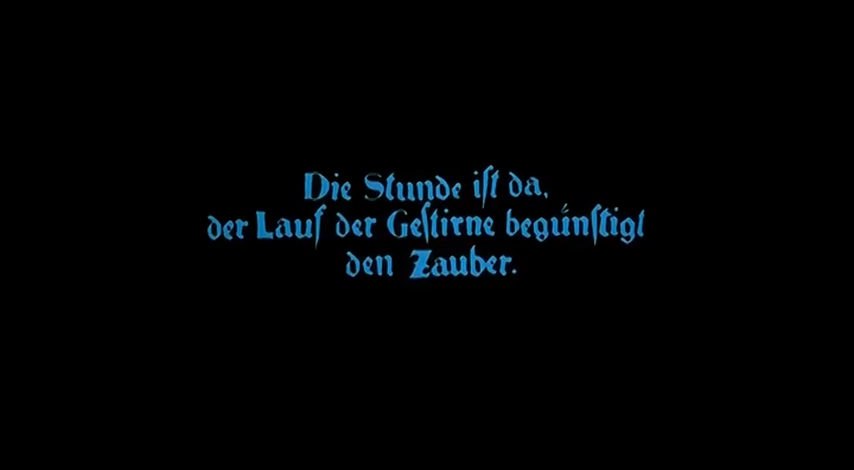 Die Stunde ist da,
der Lauf der Gestirne begünstigt
den Zauber.